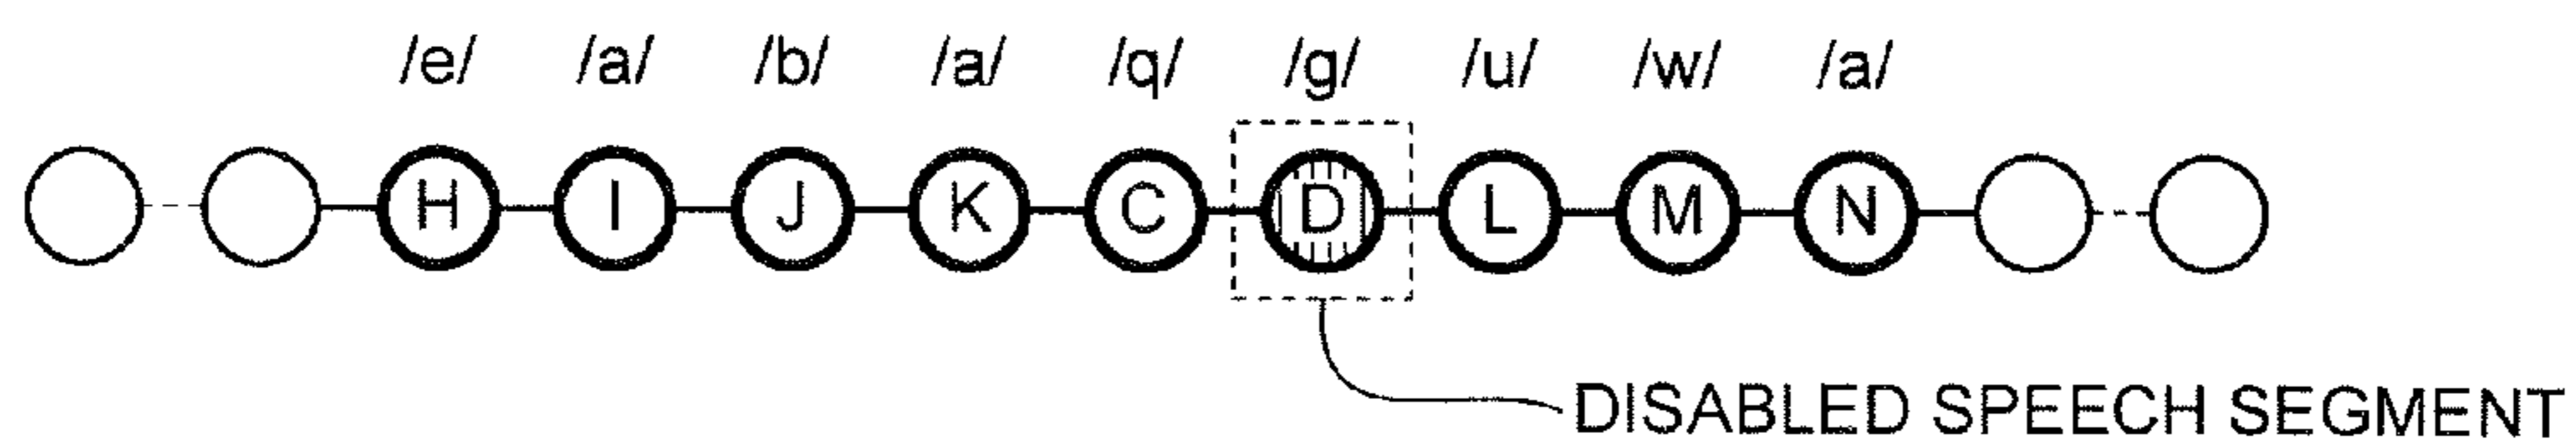 /e/ /a/ /b/ /a/ /q/ /g/ /u/ /w/ /a/
H I J K C D L M N
DISABLED SPEECH SEGMENT